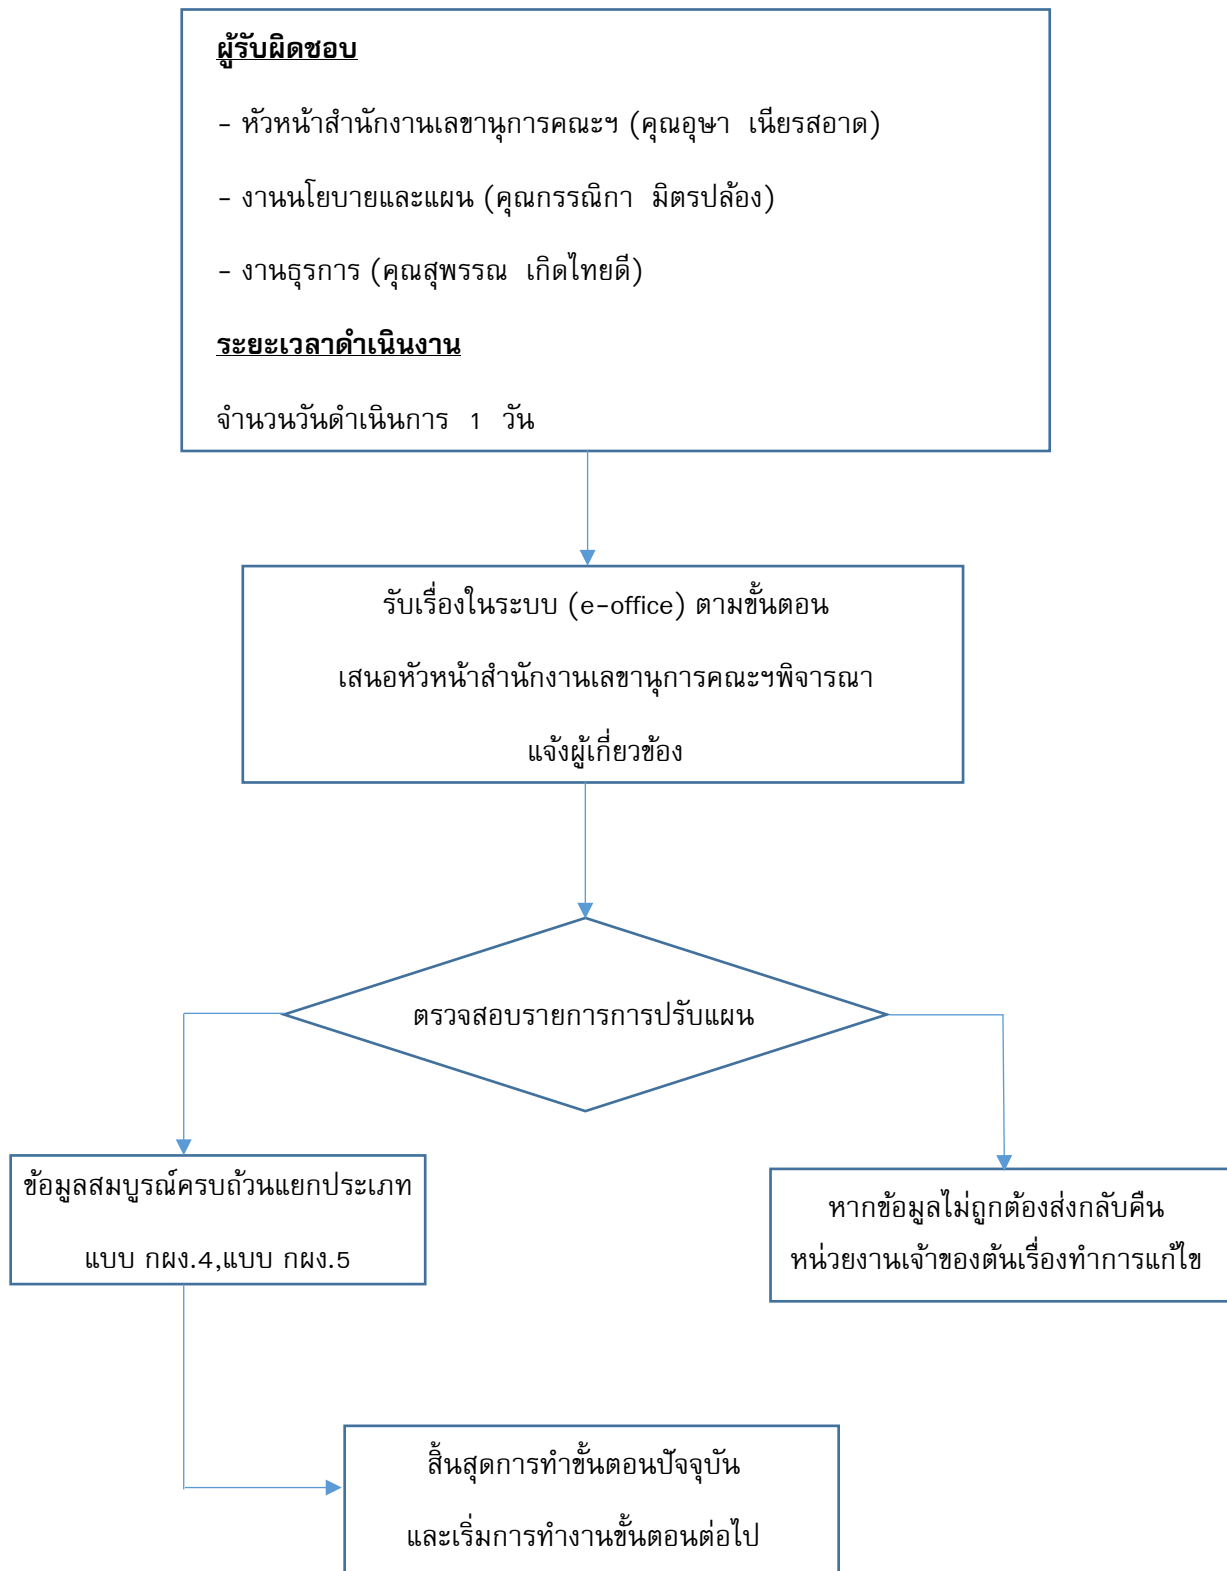 ผู้รับผิดชอบ
- หัวหน้าสำนักงานเลขานุการคณะฯ (คุณอุษา เนียรสอาด)
- งานนโยบายและแผน (คุณกรรณิกา มิตรปล้อง)
- งานธุรการ (คุณสุพรรณ เกิดไทยดี)
ระยะเวลาดำเนินงาน
จำนวนวันดำเนินการ 1 วัน
รับเรื่องในระบบ (e-office) ตามขั้นตอน
เสนอหัวหน้าสำนักงานเลขานุการคณะฯพิจารณา
แจ้งผู้เกี่ยวข้อง
ตรวจสอบรายการการปรับแผน
ข้อมูลสมบูรณ์ครบถ้วนแยกประเภท
แบบ กผง.4,แบบ กผง.5
หากข้อมูลไม่ถูกต้องส่งกลับคืน
หน่วยงานเจ้าของต้นเรื่องทำการแก้ไข
สิ้นสุดการทำขั้นตอนปัจจุบัน
และเริ่มการทำงานขั้นตอนต่อไป